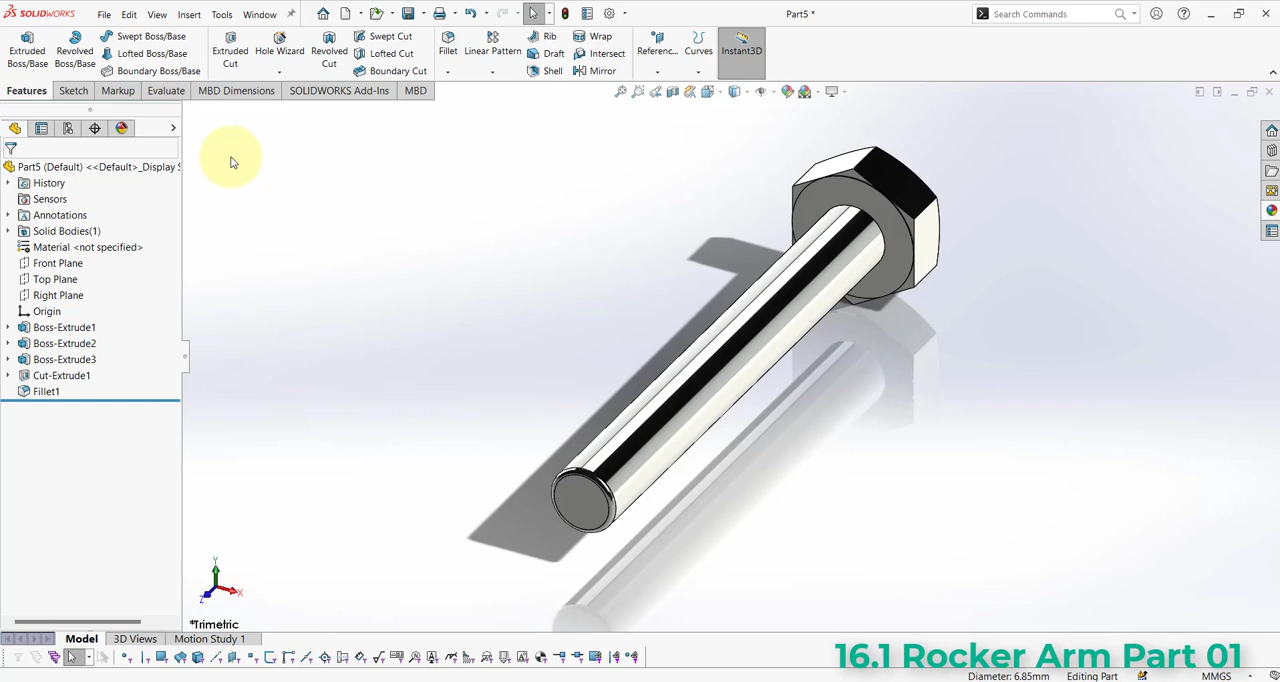 SOLIDWORKS File Edit View Insert Tools Window Part5 * Search Commands
Extruded Boss/Base Revolved Boss/Base Swept Boss/Base Lofted Boss/Base Boundary Boss/Base Extruded Cut Hole Wizard Revolved Cut Swept Cut Lofted Cut Boundary Cut Fillet Linear Pattern Rib Draft Shell Wrap Intersect Mirror Referenc... Curves Instant3D
Features Sketch Markup Evaluate MBD Dimensions SOLIDWORKS Add-Ins MBD
Part5 (Default) <<Default>_Display S
History
Sensors
Annotations
Solid Bodies(1)
Material <not specified>
Front Plane
Top Plane
Right Plane
Origin
Boss-Extrude1
Boss-Extrude2
Boss-Extrude3
Cut-Extrude1
Fillet1
Y
Z X
*Trimetric
Model 3D Views Motion Study 1
16.1 Rocker Arm Part 01
Diameter: 6.85mm Editing Part MMGS